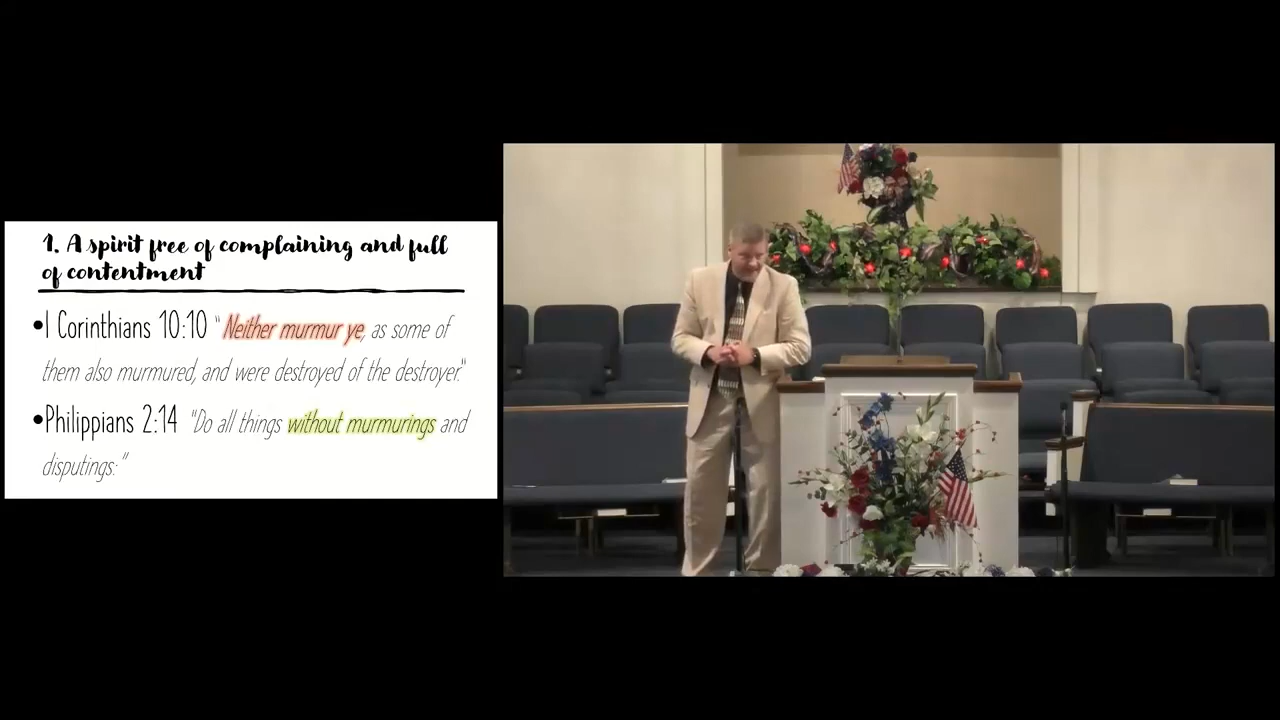 1. A spirit free of complaining and full
of contentment
•I Corinthians 10:10 "Neither murmur ye, as some of
them also murmured, and were destroyed of the destroyer."
•Philippians 2:14 "Do all things without murmurings and
disputings:"